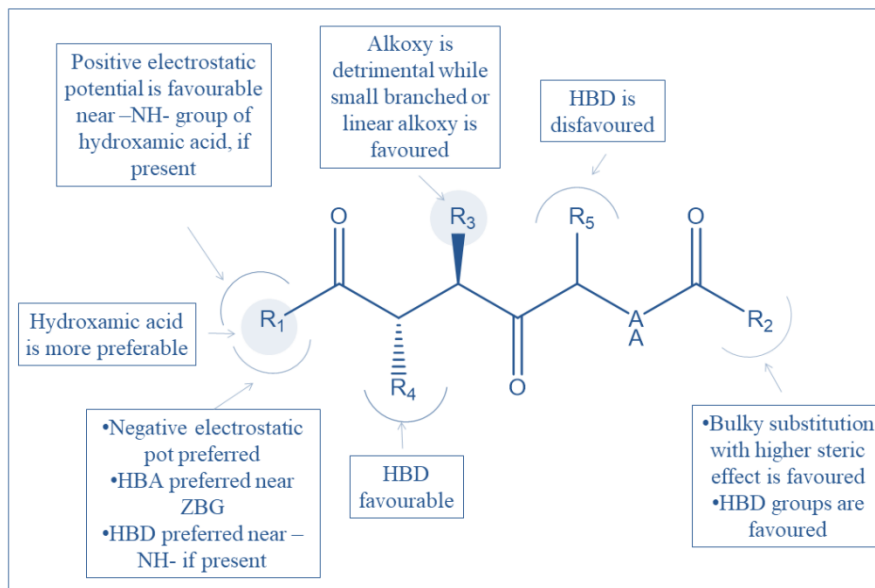 Positive electrostatic
potential is favourable
near –NH- group of
hydroxamic acid, if
present
Alkoxy is
detrimental while
small branched or
linear alkoxy is
favoured
HBD is
disfavoured
O
R3
R5
O
Hydroxamic acid
is more preferable
R1
A
A
R2
R4
O
•Negative electrostatic
pot preferred
•HBA preferred near
ZBG
•HBD preferred near –
NH- if present
HBD
favourable
•Bulky substitution
with higher steric
effect is favoured
•HBD groups are
favoured